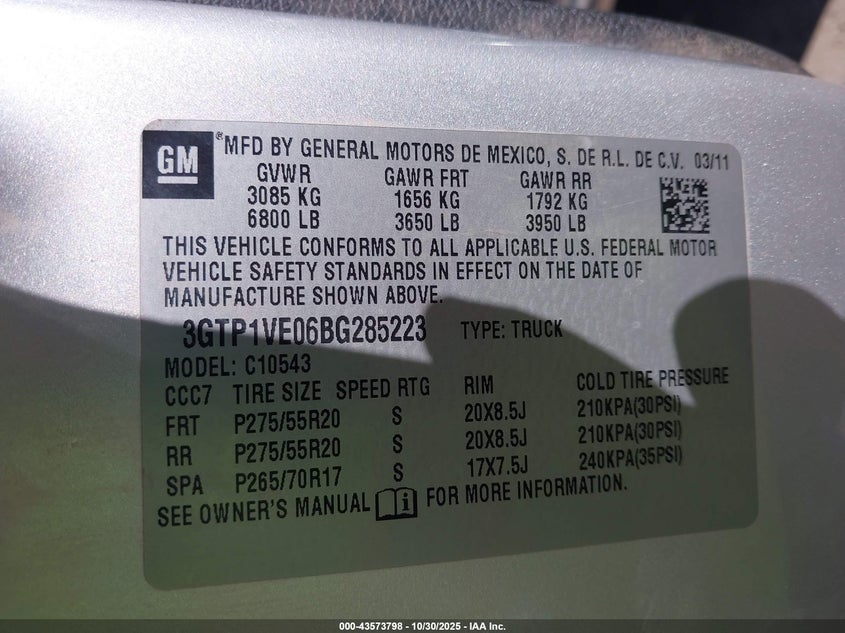 GM
®MFD BY GENERAL MOTORS DE MEXICO, S. DE R.L. DE C.V. 03/11
GVWR GAWR FRT GAWR RR
3085 KG 1656 KG 1792 KG
6800 LB 3650 LB 3950 LB
THIS VEHICLE CONFORMS TO ALL APPLICABLE U.S. FEDERAL MOTOR
VEHICLE SAFETY STANDARDS IN EFFECT ON THE DATE OF
MANUFACTURE SHOWN ABOVE.
3GTP1VE06BG285223 TYPE: TRUCK
MODEL: C10543
CCC7 TIRE SIZE SPEED RTG RIM COLD TIRE PRESSURE
FRT P275/55R20 S 20X8.5J 210KPA(30PSI)
RR P275/55R20 S 20X8.5J 210KPA(30PSI)
SPA P265/70R17 S 17X7.5J 240KPA(35PSI)
SEE OWNER'S MANUAL i FOR MORE INFORMATION.
000-43573798 - 10/30/2025 - IAA Inc.